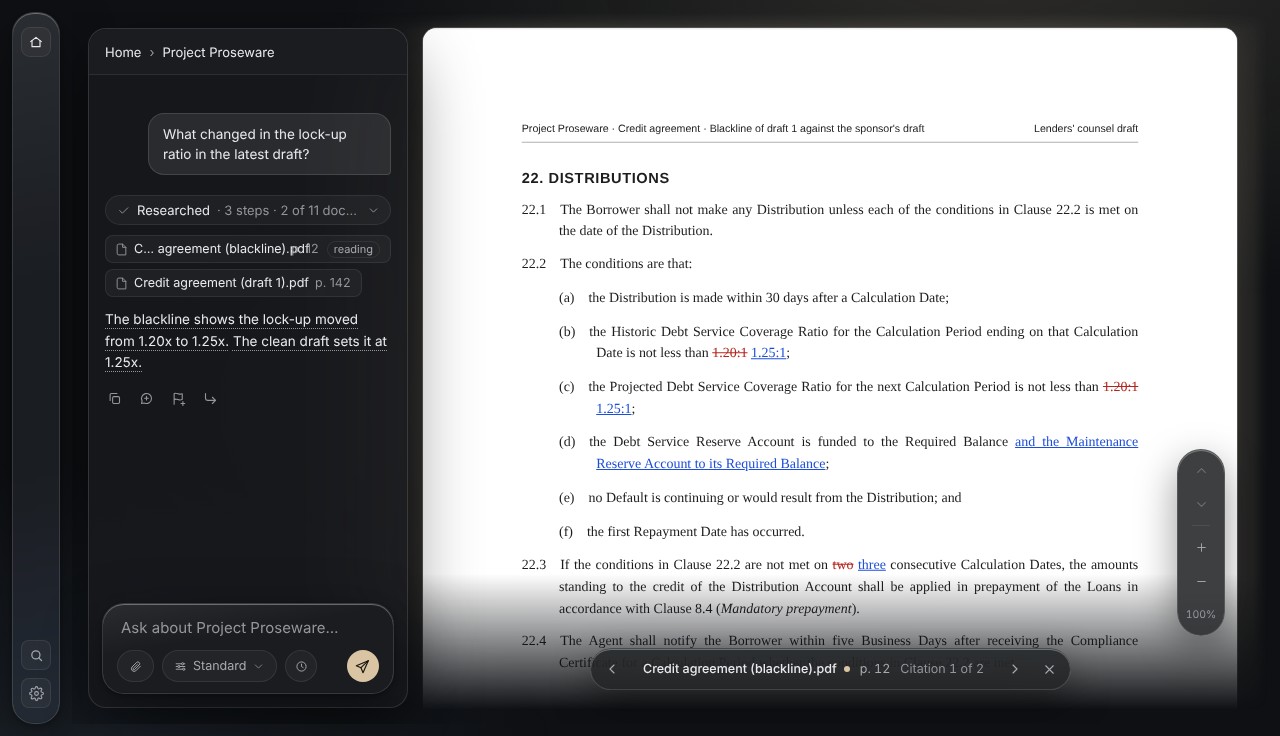 Home › Project Proseware
What changed in the lock-up
ratio in the latest draft?
Researched · 3 steps · 2 of 11 doc...
C... agreement (blackline).pdf 12 reading
Credit agreement (draft 1).pdf p. 142
The blackline shows the lock-up moved
from 1.20x to 1.25x. The clean draft sets it at
1.25x.
Ask about Project Proseware...
Standard
Project Proseware · Credit agreement · Blackline of draft 1 against the sponsor's draft Lenders' counsel draft
22. DISTRIBUTIONS
22.1 The Borrower shall not make any Distribution unless each of the conditions in Clause 22.2 is met on
the date of the Distribution.
22.2 The conditions are that:
(a) the Distribution is made within 30 days after a Calculation Date;
(b) the Historic Debt Service Coverage Ratio for the Calculation Period ending on that Calculation
Date is not less than 1.20:1 1.25:1;
(c) the Projected Debt Service Coverage Ratio for the next Calculation Period is not less than 1.20:1
1.25:1;
(d) the Debt Service Reserve Account is funded to the Required Balance and the Maintenance
Reserve Account to its Required Balance;
(e) no Default is continuing or would result from the Distribution; and
(f) the first Repayment Date has occurred.
22.3 If the conditions in Clause 22.2 are not met on two three consecutive Calculation Dates, the amounts
standing to the credit of the Distribution Account shall be applied in prepayment of the Loans in
accordance with Clause 8.4 (Mandatory prepayment).
22.4 The Agent shall notify the Borrower within five Business Days after receiving the Compliance
Credit agreement (blackline).pdf p. 12 Citation 1 of 2
100%